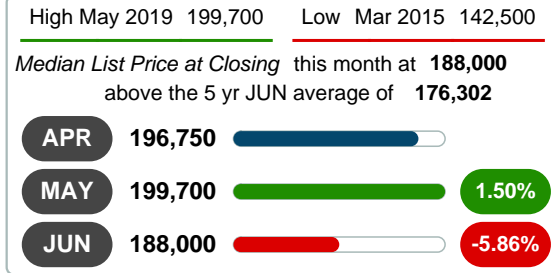 High May 2019 199,700 Low Mar 2015 142,500
Median List Price at Closing this month at 188,000
above the 5 yr JUN average of 176,302
APR 196,750
MAY 199,700 1.50%
JUN 188,000 -5.86%